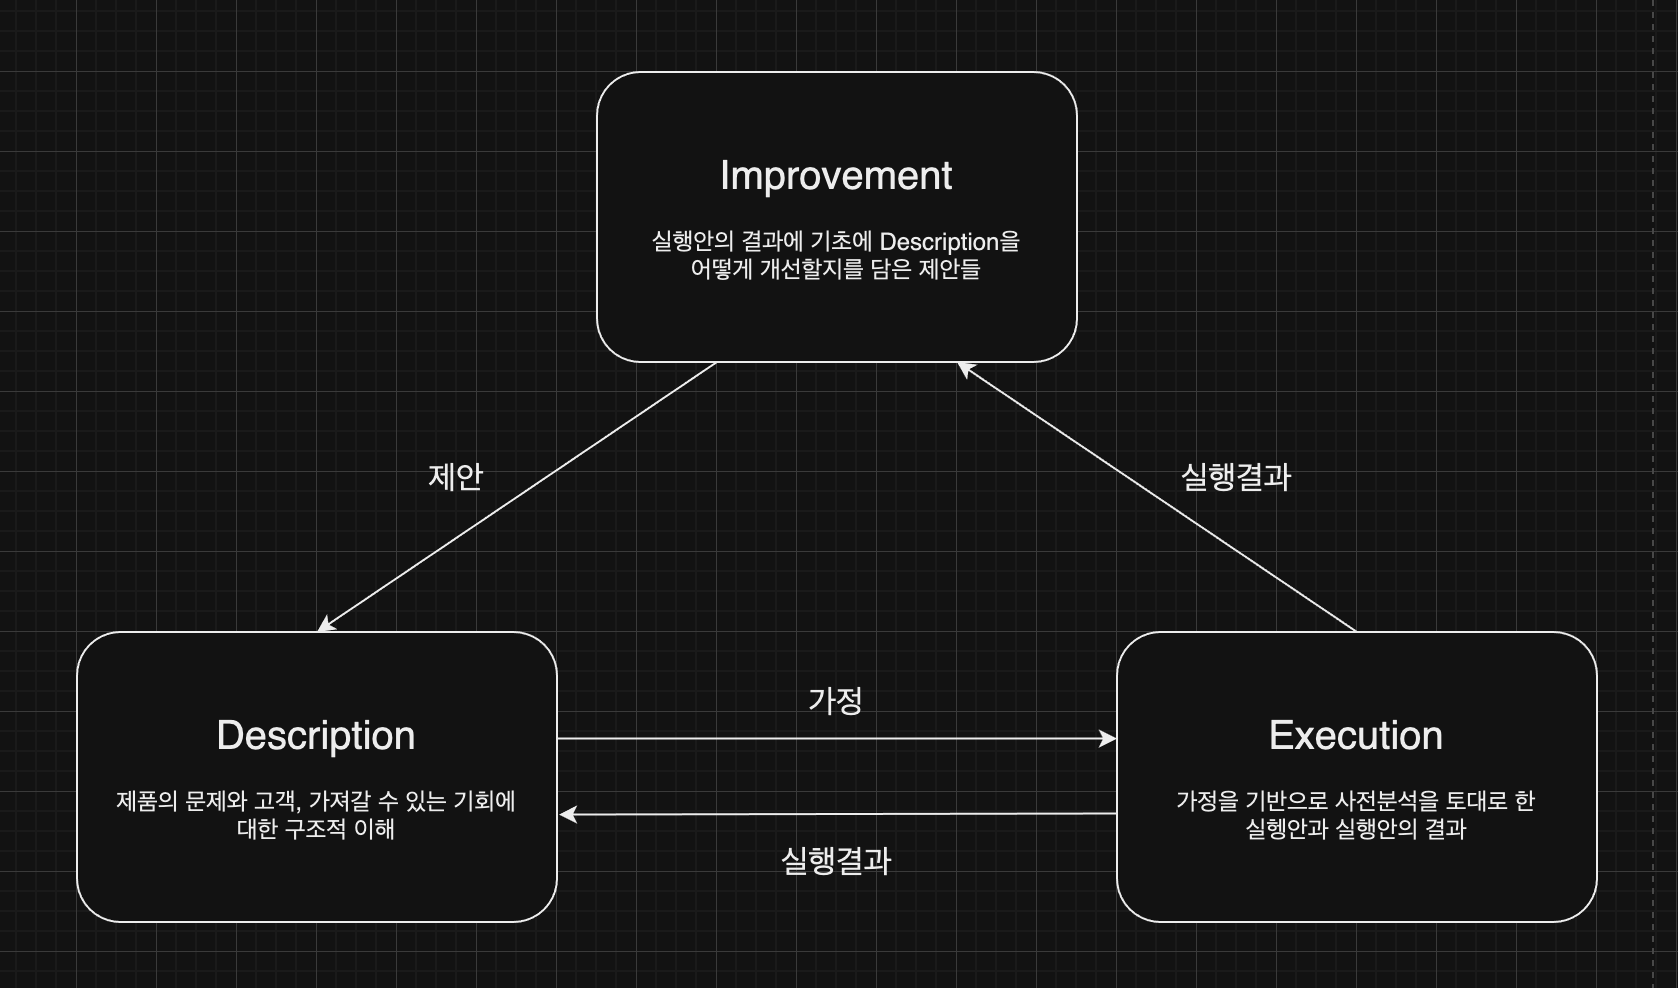 Improvement
실행안의 결과에 기초에 Description을
어떻게 개선할지를 담은 제안들
제안
실행결과
가정
Description
제품의 문제와 고객, 가져갈 수 있는 기회에
대한 구조적 이해
Execution
가정을 기반으로 사전분석을 토대로 한
실헹안과 실행안의 결과
실행결과